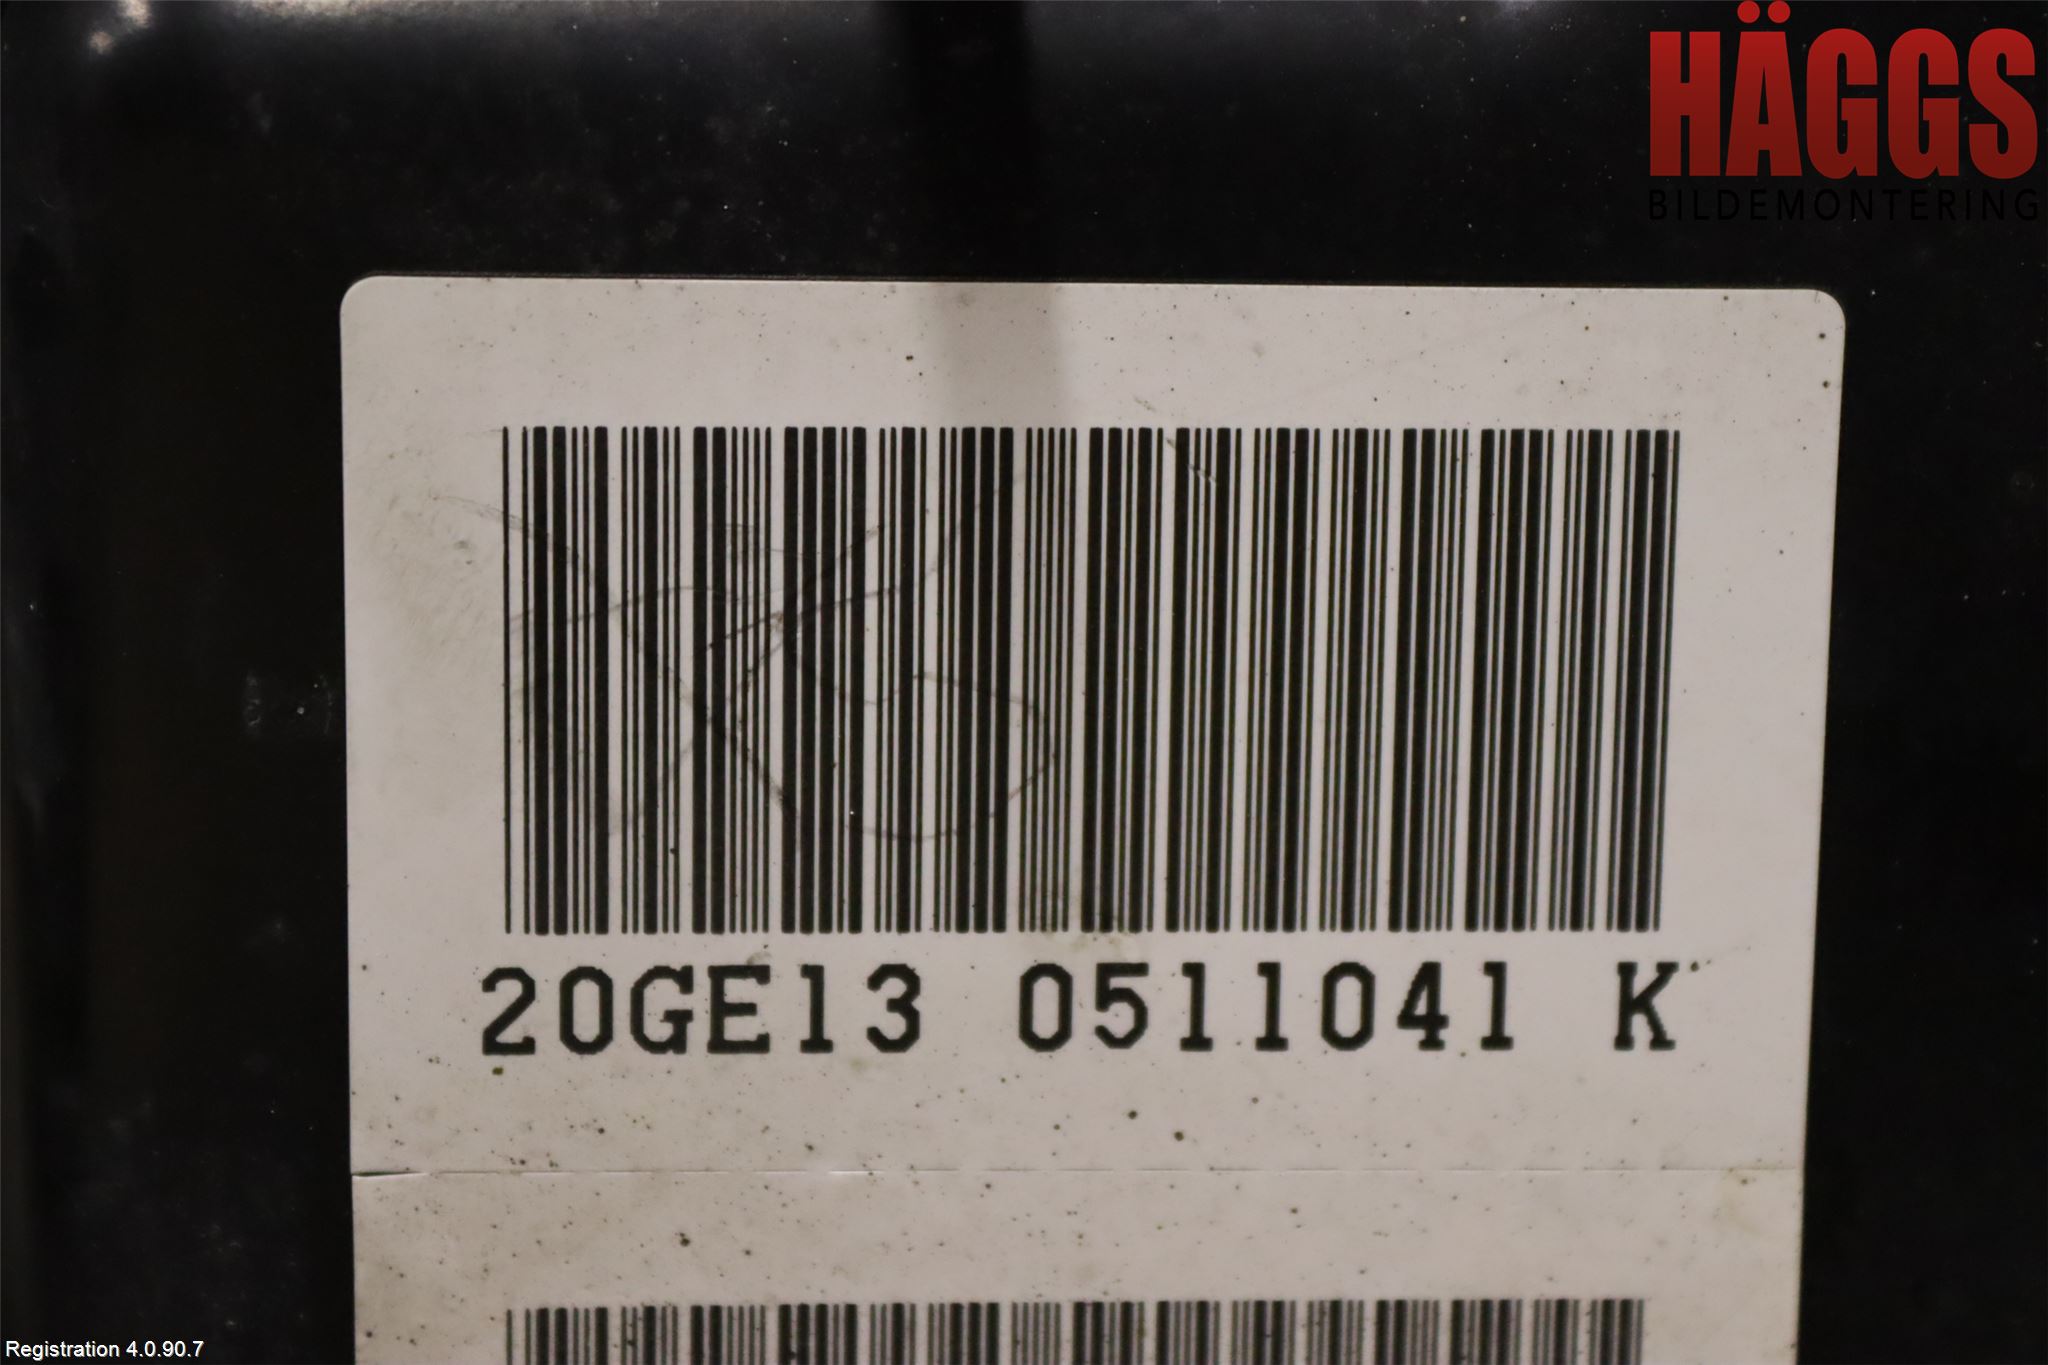 HÄGGS
BILDEMONTERING
20GE13 0511041 K
Registration 4.0.90.7